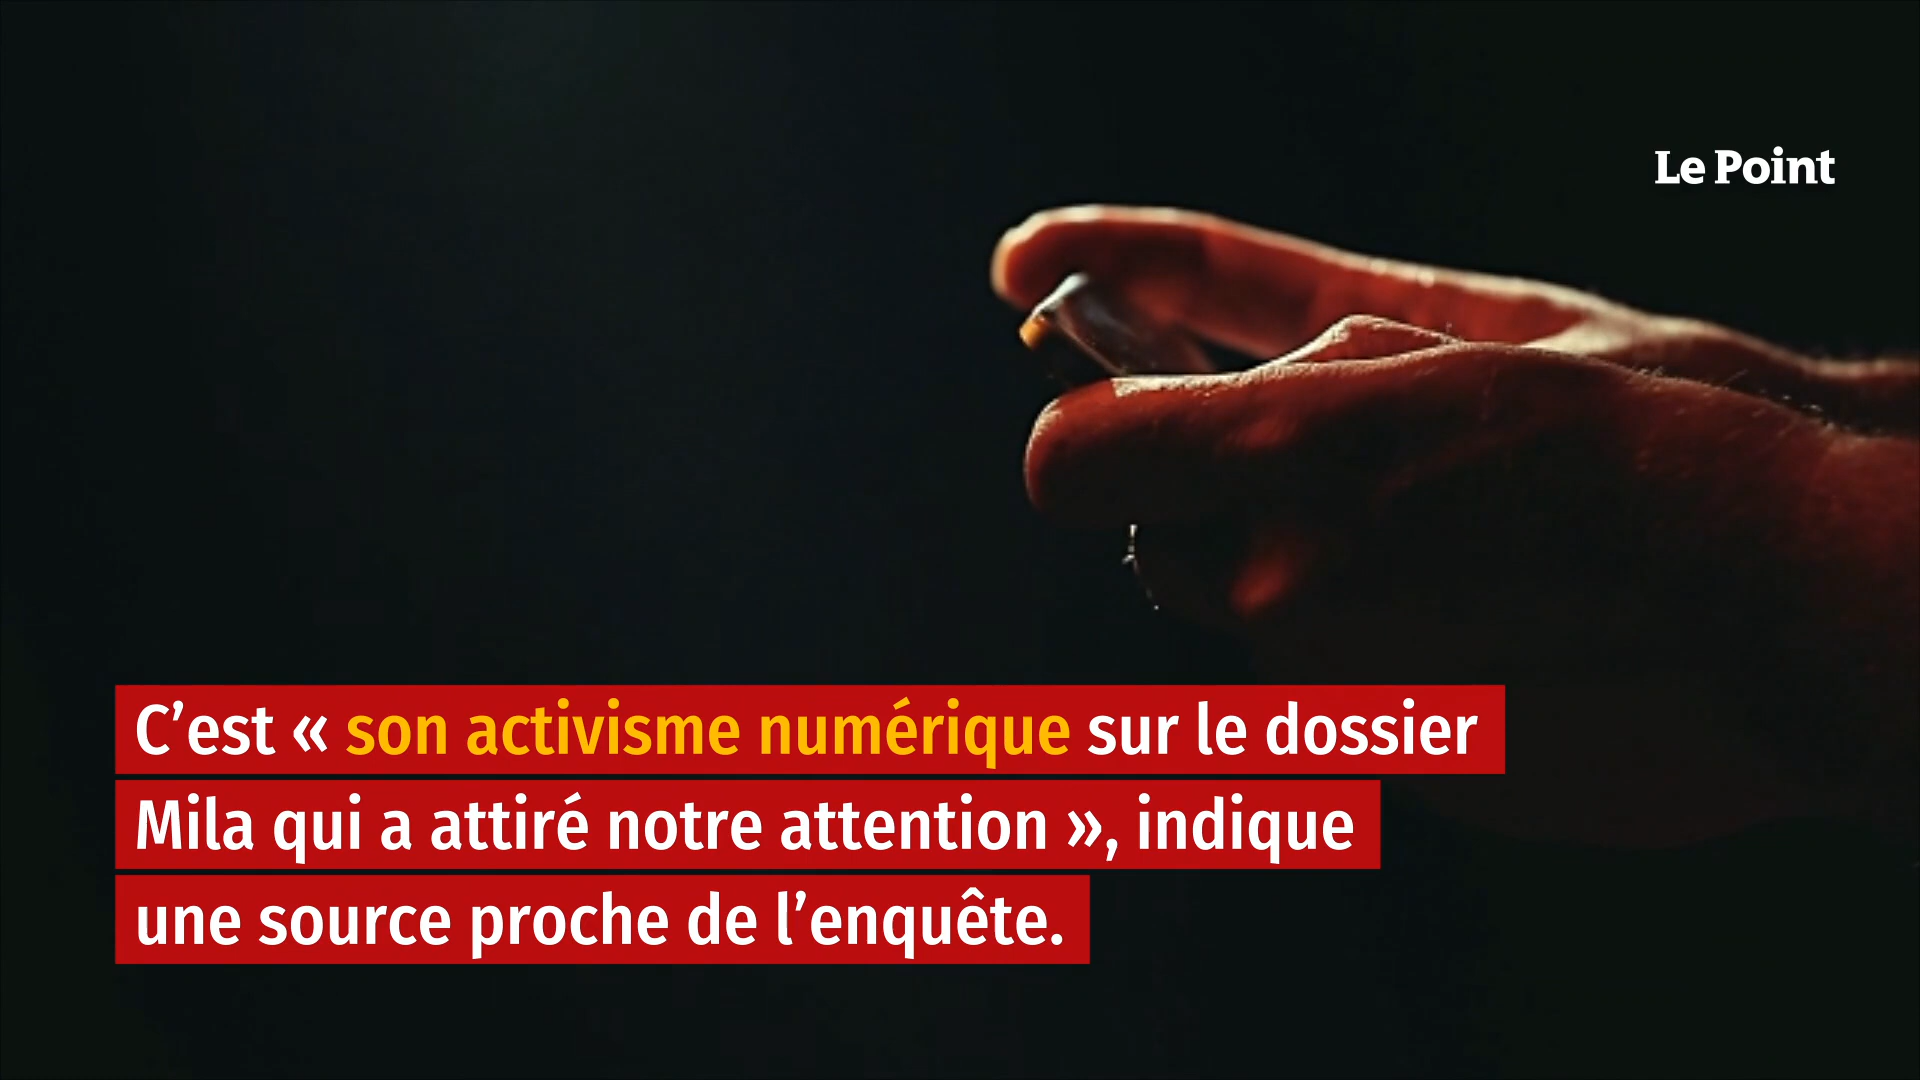 Le Point
C’est « son activisme numérique sur le dossier
Mila qui a attiré notre attention », indique
une source proche de l’enquête.